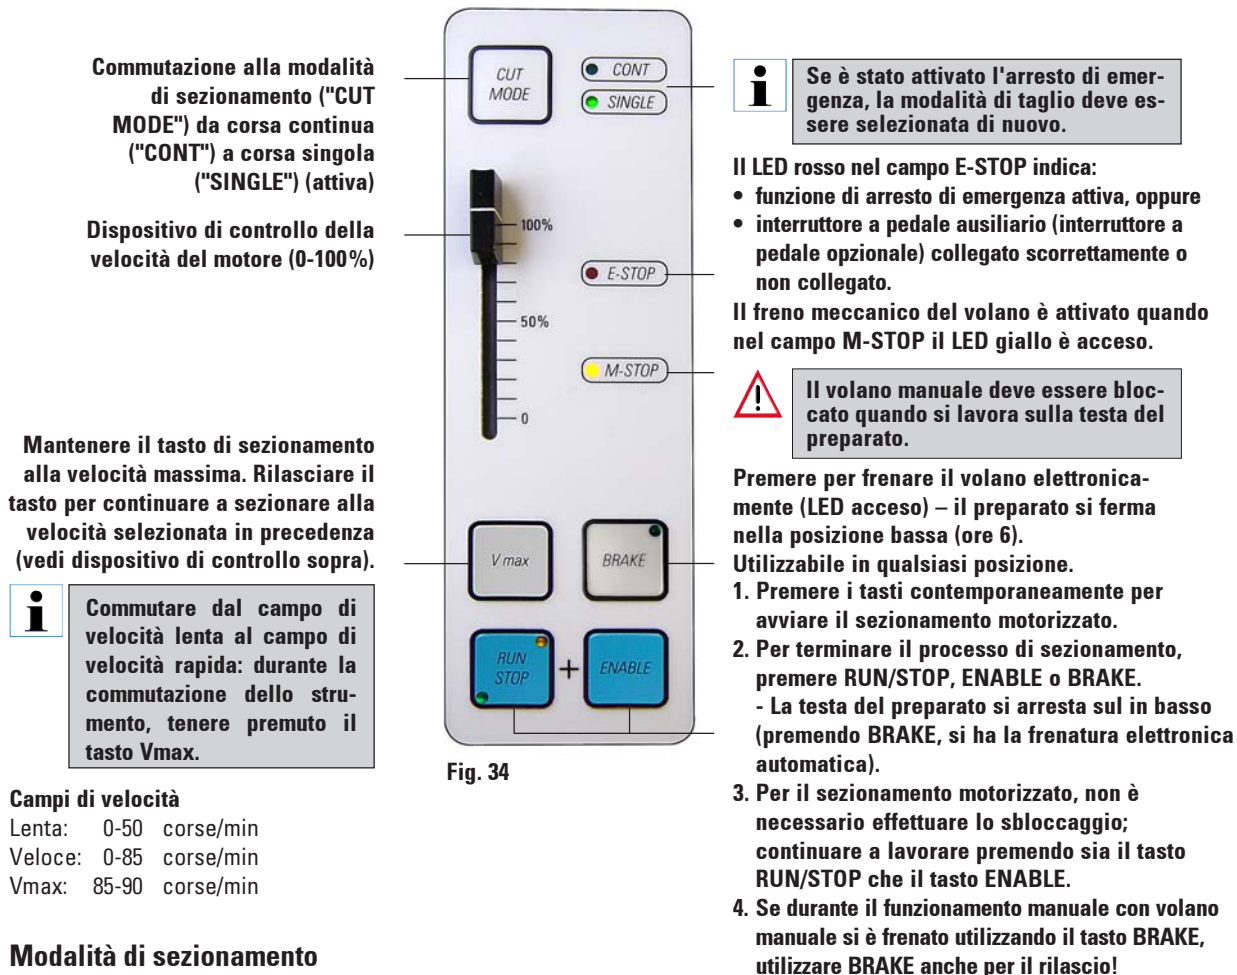 Commutazione alla modalità
di sezionamento ("CUT
MODE") da corsa continua
("CONT") a corsa singola
("SINGLE") (attiva)
Dispositivo di controllo della
velocità del motore (0-100%)
Mantenere il tasto di sezionamento
alla velocità massima. Rilasciare il
tasto per continuare a sezionare alla
velocità selezionata in precedenza
(vedi dispositivo di controllo sopra).
i
Commutare dal campo di
velocità lenta al campo di
velocità rapida: durante la
commutazione dello stru-
mento, tenere premuto il
tasto Vmax.
Campi di velocità
Lenta: 0-50 corse/min
Veloce: 0-85 corse/min
Vmax: 85-90 corse/min
Modalità di sezionamento
CUT
MODE
CONT
SINGLE
100%
E-STOP
50%
M-STOP
0
V max
BRAKE
RUN
STOP
+
ENABLE
Fig. 34
i
Se è stato attivato l'arresto di emer-
genza, la modalità di taglio deve es-
sere selezionata di nuovo.
Il LED rosso nel campo E-STOP indica:
• funzione di arresto di emergenza attiva, oppure
• interruttore a pedale ausiliario (interruttore a
pedale opzionale) collegato scorrettamente o
non collegato.
Il freno meccanico del volano è attivato quando
nel campo M-STOP il LED giallo è acceso.
!
Il volano manuale deve essere bloc-
cato quando si lavora sulla testa del
preparato.
Premere per frenare il volano elettronica-
mente (LED acceso) – il preparato si ferma
nella posizione bassa (ore 6).
Utilizzabile in qualsiasi posizione.
1. Premere i tasti contemporaneamente per
avviare il sezionamento motorizzato.
2. Per terminare il processo di sezionamento,
premere RUN/STOP, ENABLE o BRAKE.
- La testa del preparato si arresta sul in basso
(premendo BRAKE, si ha la frenatura elettronica
automatica).
3. Per il sezionamento motorizzato, non è
necessario effettuare lo sbloccaggio;
continuare a lavorare premendo sia il tasto
RUN/STOP che il tasto ENABLE.
4. Se durante il funzionamento manuale con volano
manuale si è frenato utilizzando il tasto BRAKE,
utilizzare BRAKE anche per il rilascio!